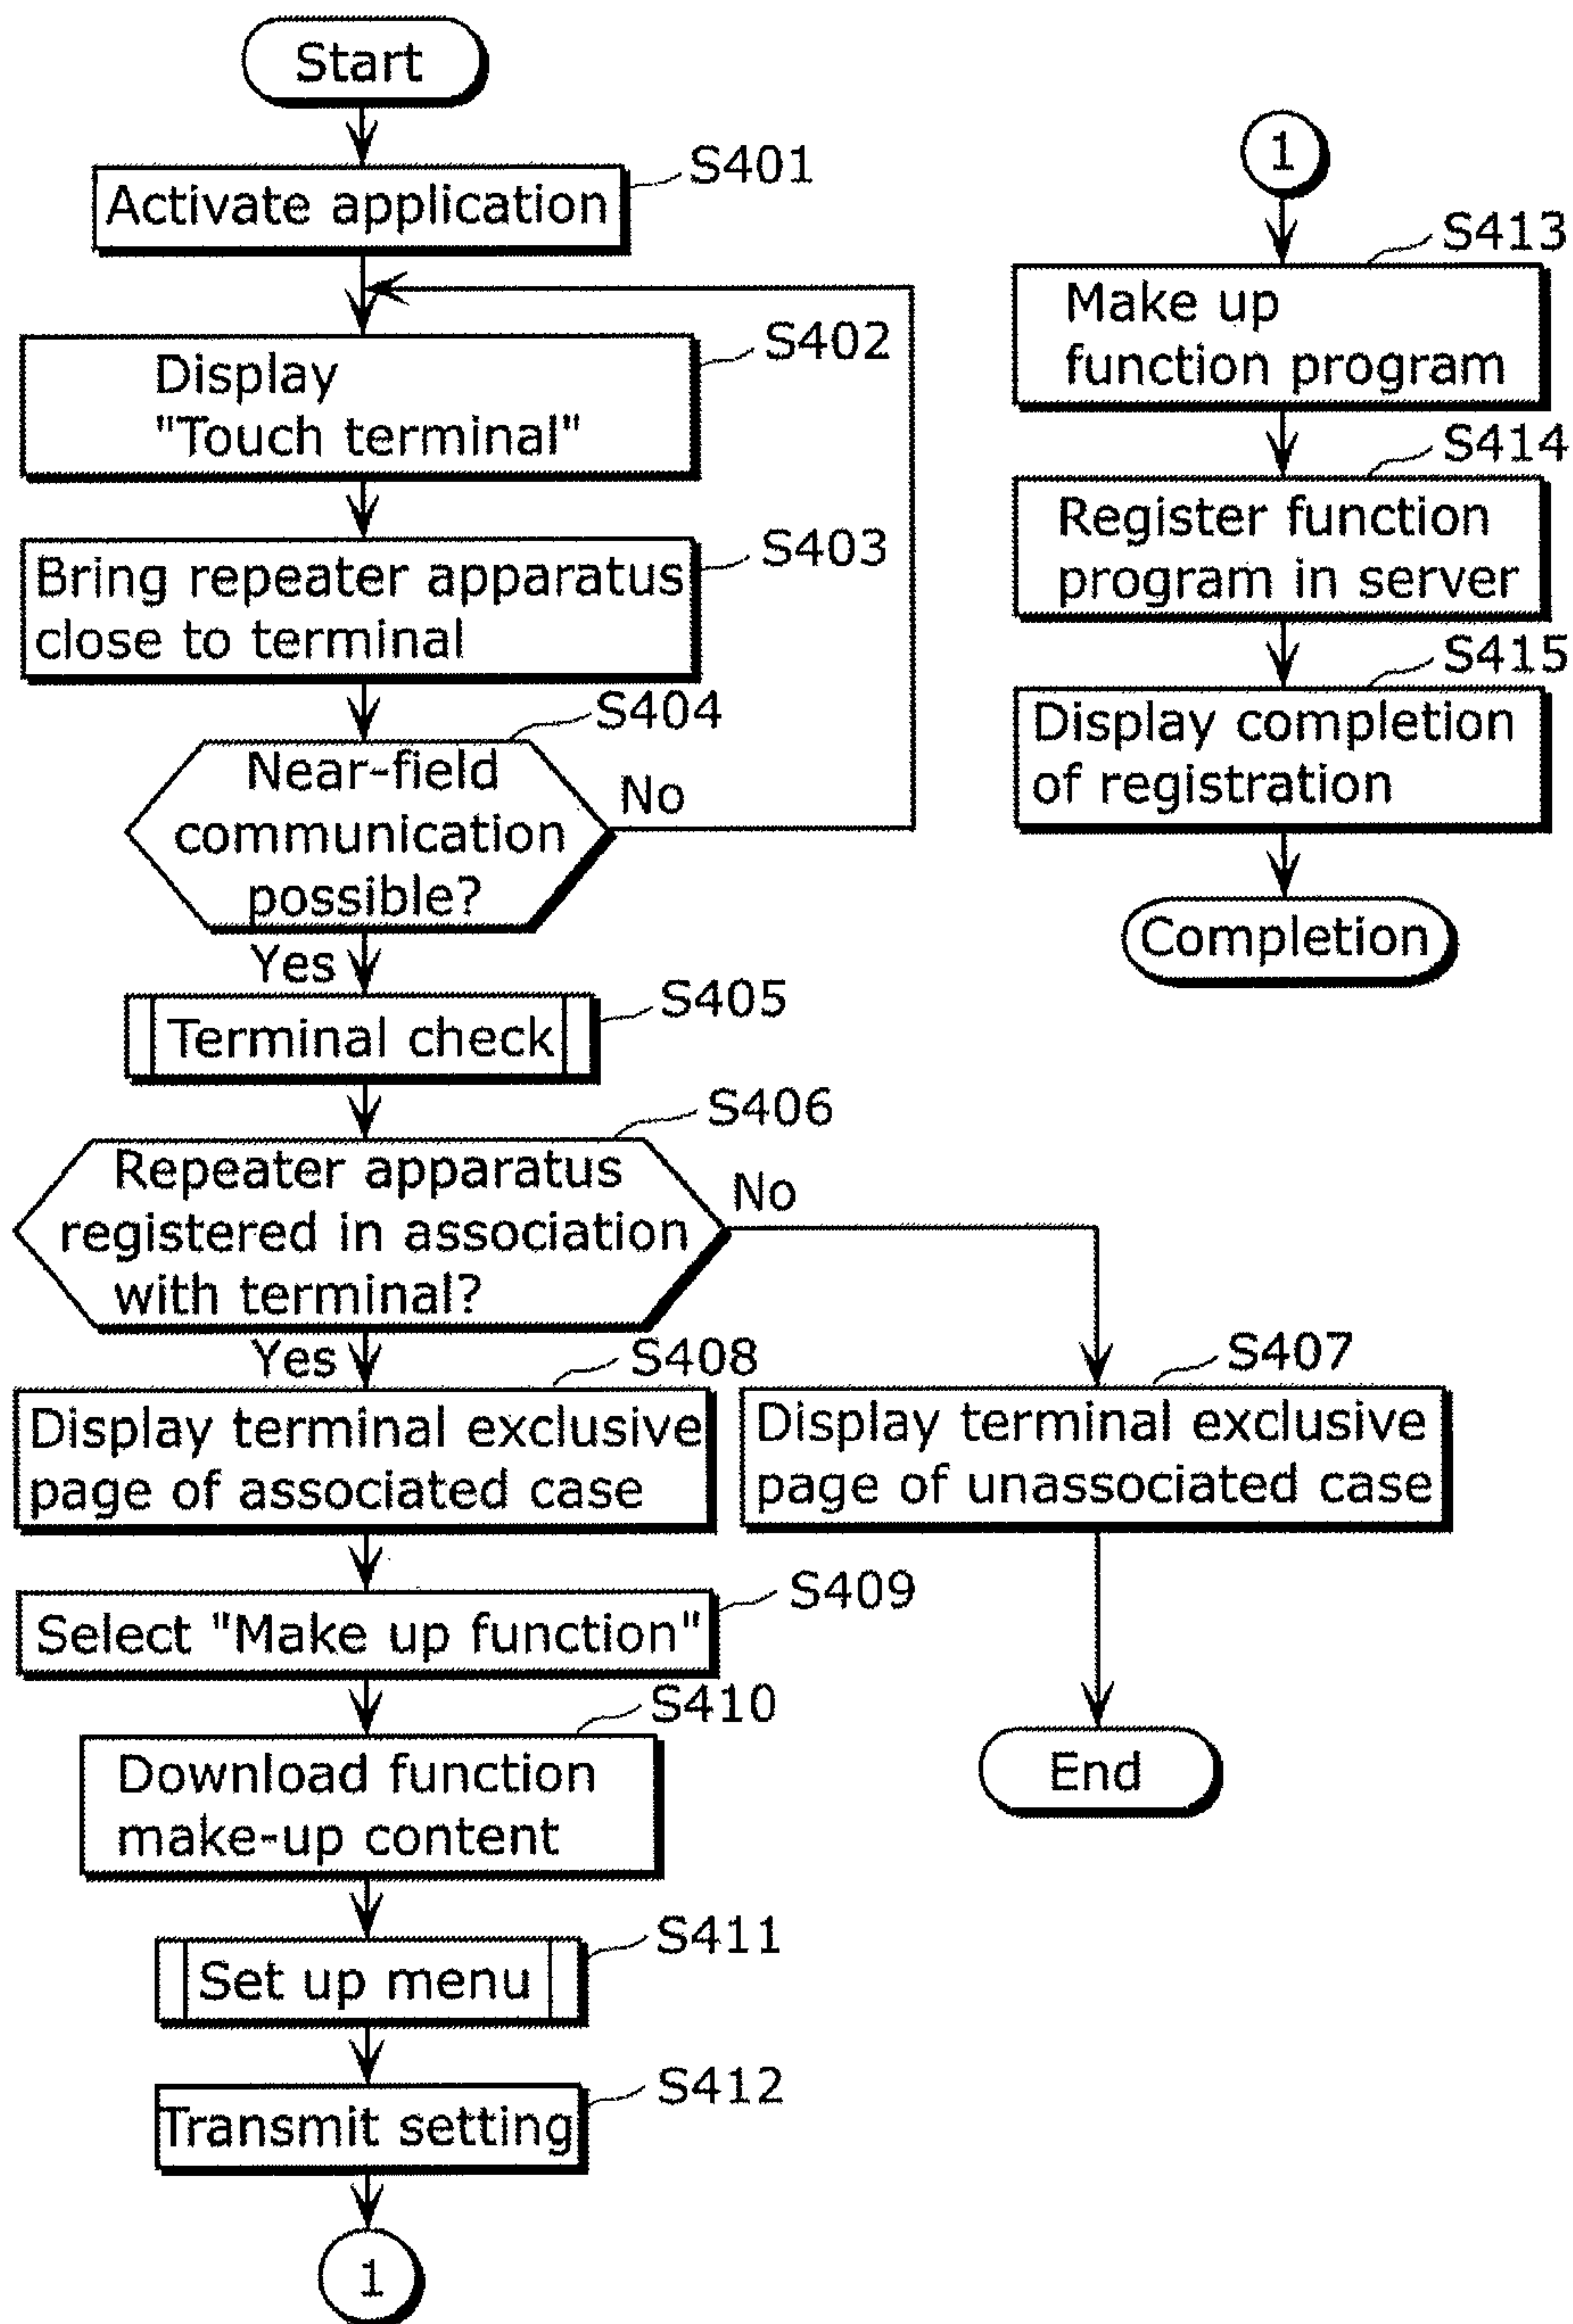 Start
Activate application
S401
Display
"Touch terminal"
S402
Bring repeater apparatus
close to terminal
S403
Near-field
communication
possible?
S404
No
Yes
Terminal check
S405
Repeater apparatus
registered in association
with terminal?
S406
No
Yes
Display terminal exclusive
page of associated case
S408
Display terminal exclusive
page of unassociated case
S407
End
Select "Make up function"
S409
Download function
make-up content
S410
Set up menu
S411
Transmit setting
S412
1
1
Make up
function program
S413
Register function
program in server
S414
Display completion
of registration
S415
Completion